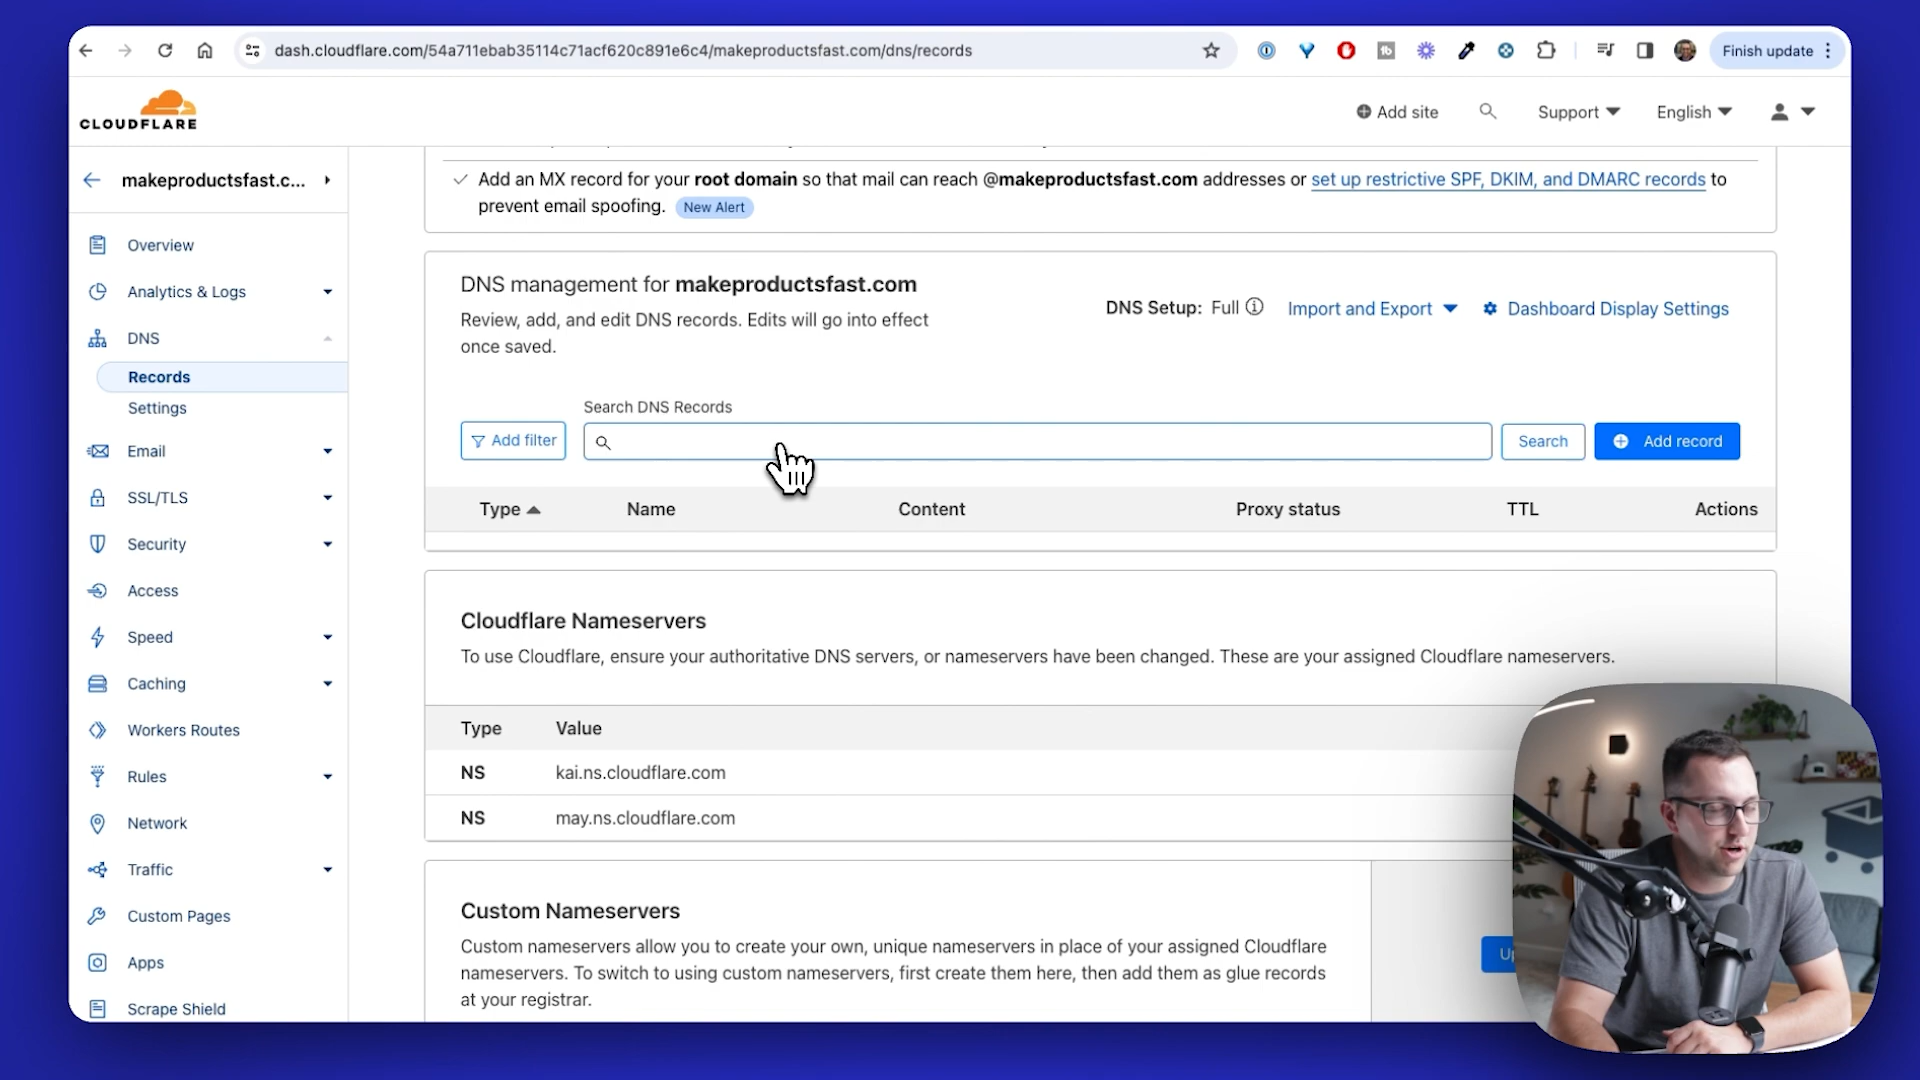 dash.cloudflare.com/54a711ebab35114c71acf620c891e6c4/makeproductsfast.com/dns/records
Finish update
CLOUDFLARE
Add site
Support
English
makeproductsfast.c...
Overview
Analytics & Logs
DNS
Records
Settings
Email
SSL/TLS
Security
Access
Speed
Caching
Workers Routes
Rules
Network
Traffic
Custom Pages
Apps
Scrape Shield
Add an MX record for your root domain so that mail can reach @makeproductsfast.com addresses or set up restrictive SPF, DKIM, and DMARC records to
prevent email spoofing. New Alert
DNS management for makeproductsfast.com
Review, add, and edit DNS records. Edits will go into effect
once saved.
DNS Setup: Full
Import and Export
Dashboard Display Settings
Search DNS Records
Add filter
Search
Add record
Type Name Content Proxy status TTL Actions
Cloudflare Nameservers
To use Cloudflare, ensure your authoritative DNS servers, or nameservers have been changed. These are your assigned Cloudflare nameservers.
Type Value
NS kai.ns.cloudflare.com
NS may.ns.cloudflare.com
Custom Nameservers
Custom nameservers allow you to create your own, unique nameservers in place of your assigned Cloudflare
nameservers. To switch to using custom nameservers, first create them here, then add them as glue records
at your registrar.